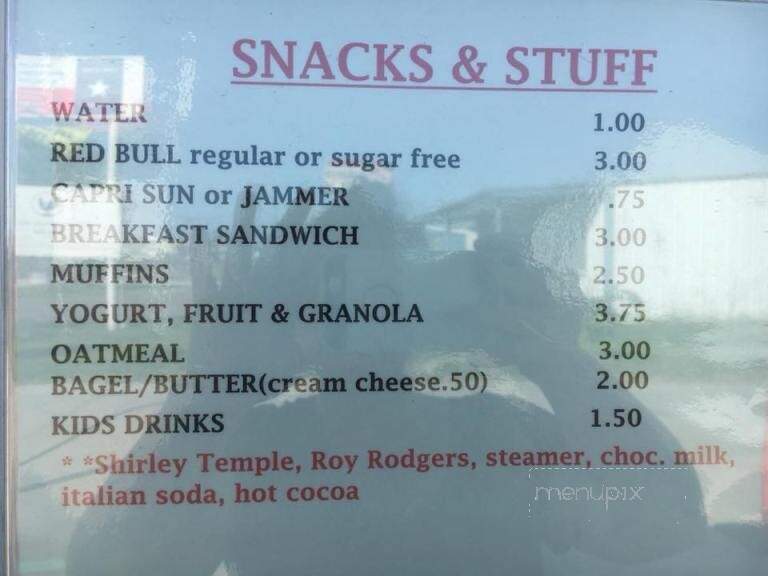 SNACKS & STUFF
WATER 1.00
RED BULL regular or sugar free 3.00
CAPRI SUN or JAMMER .75
BREAKFAST SANDWICH 3.00
MUFFINS 2.50
YOGURT, FRUIT & GRANOLA 3.75
OATMEAL 3.00
BAGEL/BUTTER(cream cheese.50) 2.00
KIDS DRINKS 1.50
* *Shirley Temple, Roy Rodgers, steamer, choc. milk,
italian soda, hot cocoa
menupix